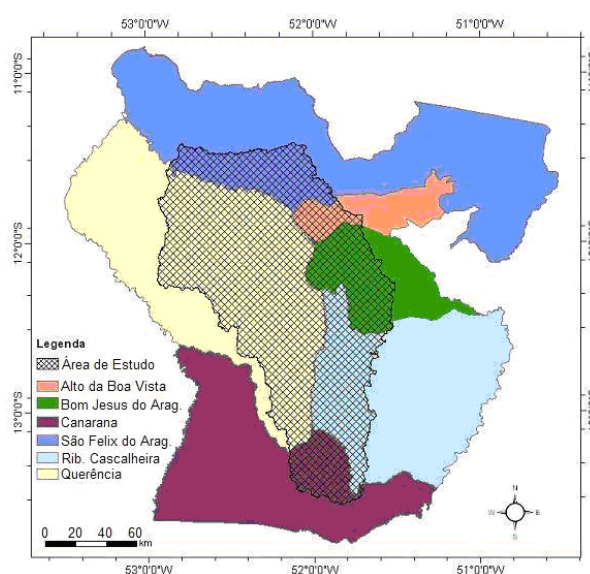 53°0'0"W 52°0'0"W 51°0'0"W
11°0'0"S
12°0'0"S
13°0'0"S
Legenda
Área de Estudo
Alto da Boa Vista
Bom Jesus do Arag.
Canarana
São Felix do Arag.
Rib. Cascalheira
Querência
0 10 20 40 60
km
N
W E
S
53°0'0"W 52°0'0"W 51°0'0"W